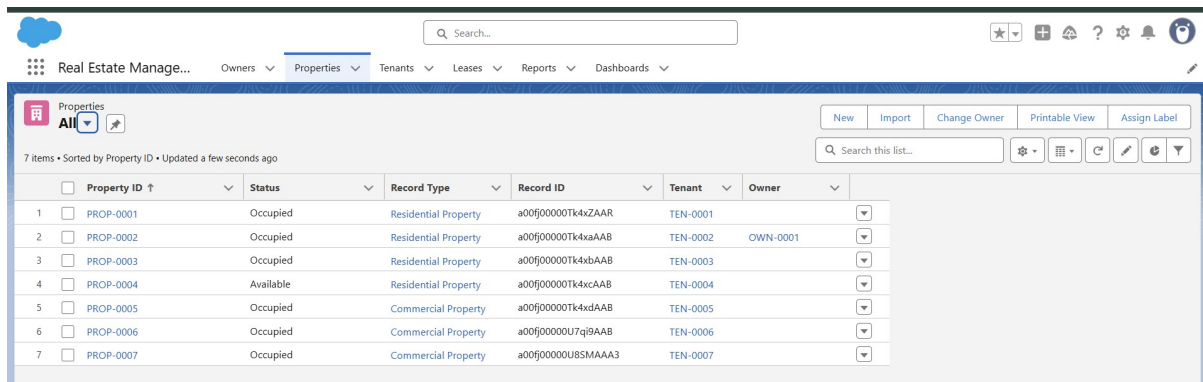 Search...
Real Estate Manage... Owners Properties Tenants Leases Reports Dashboards
Properties
All
New Import Change Owner Printable View Assign Label
7 items • Sorted by Property ID • Updated a few seconds ago
Search this list...
Property ID ↑ Status Record Type Record ID Tenant Owner
1 PROP-0001 Occupied Residential Property a00fj00000Tk4xZAAR TEN-0001
2 PROP-0002 Occupied Residential Property a00fj00000Tk4xaAAB TEN-0002 OWN-0001
3 PROP-0003 Occupied Residential Property a00fj00000Tk4xbAAB TEN-0003
4 PROP-0004 Available Residential Property a00fj00000Tk4xcAAB TEN-0004
5 PROP-0005 Occupied Commercial Property a00fj00000Tk4xdAAB TEN-0005
6 PROP-0006 Occupied Commercial Property a00fj00000U7qi9AAB TEN-0006
7 PROP-0007 Occupied Commercial Property a00fj00000U8SMAAA3 TEN-0007